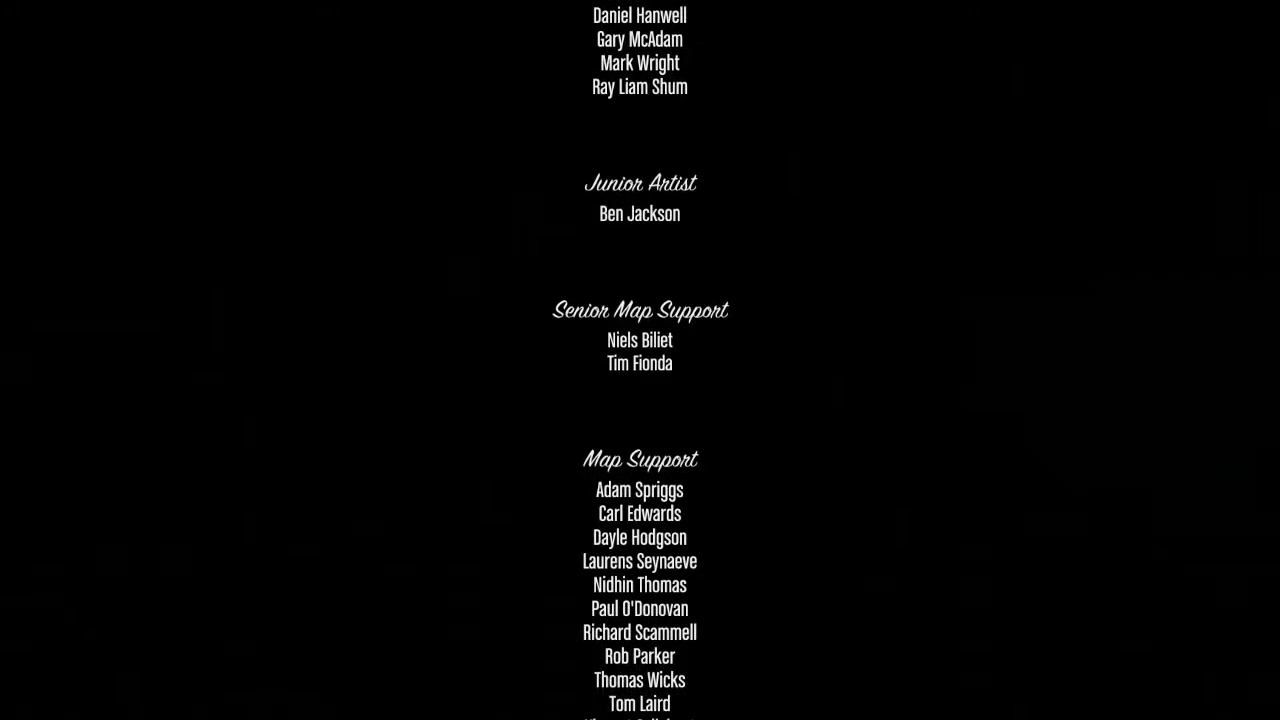 Daniel Hanwell
Gary McAdam
Mark Wright
Ray Liam Shum
Junior Artist
Ben Jackson
Senior Map Support
Niels Biliet
Tim Fionda
Map Support
Adam Spriggs
Carl Edwards
Dayle Hodgson
Laurens Seynaeve
Nidhin Thomas
Paul O'Donovan
Richard Scammell
Rob Parker
Thomas Wicks
Tom Laird